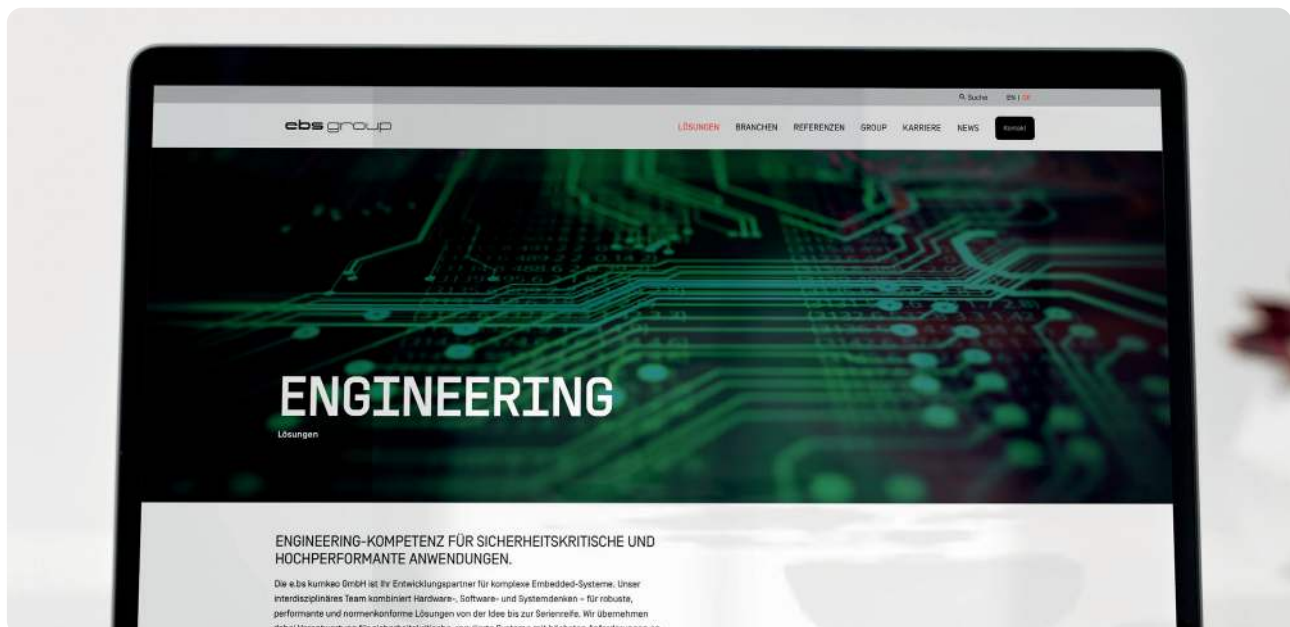 Suche EN | DE
ebs group
LÖSUNGEN BRANCHEN REFERENZEN GROUP KARRIERE NEWS Kontakt
ENGINEERING
Lösungen
ENGINEERING-KOMPETENZ FÜR SICHERHEITSKRITISCHE UND
HOCHPERFORMANTE ANWENDUNGEN.
Die e.bs kumkeo GmbH ist Ihr Entwicklungspartner für komplexe Embedded-Systeme. Unser
interdisziplinäres Team kombiniert Hardware-, Software- und Systemdenken – für robuste,
performante und normenkonforme Lösungen von der Idee bis zur Serienreife. Wir übernehmen